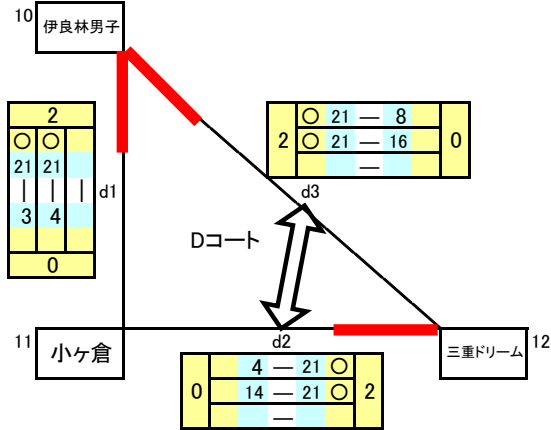 10 伊良林男子
2
○ ○
21 21
| | |
3 4
0
d1
2 ○ 21 — 8 0
○ 21 — 16
—
d3
Dコート
11 小ヶ倉
d2
三重ドリーム 12
0 4 — 21 ○ 2
14 — 21 ○
—